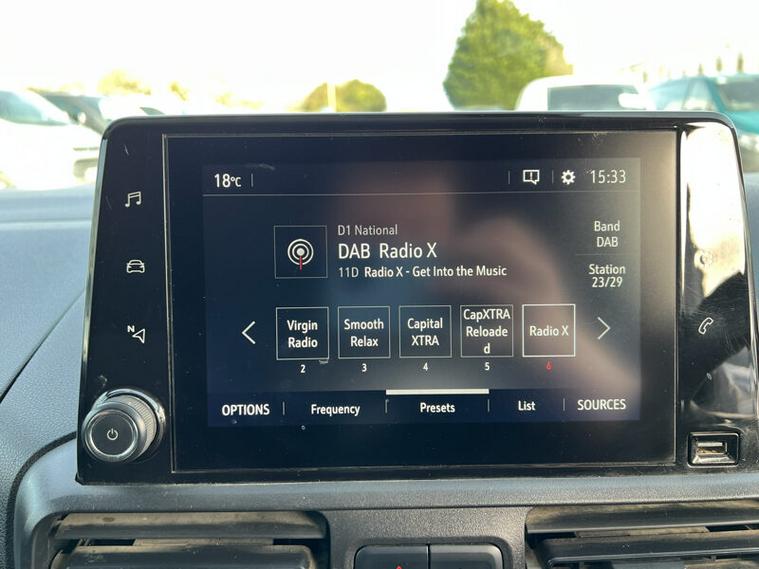 18°C
15:33
D1 National
DAB Radio X
11D Radio X - Get Into the Music
Band
DAB
Station
23/29
Virgin
Radio
2
Smooth
Relax
3
Capital
XTRA
4
CapXTRA
Reloade
d
5
Radio X
6
N
OPTIONS
Frequency
Presets
List
SOURCES